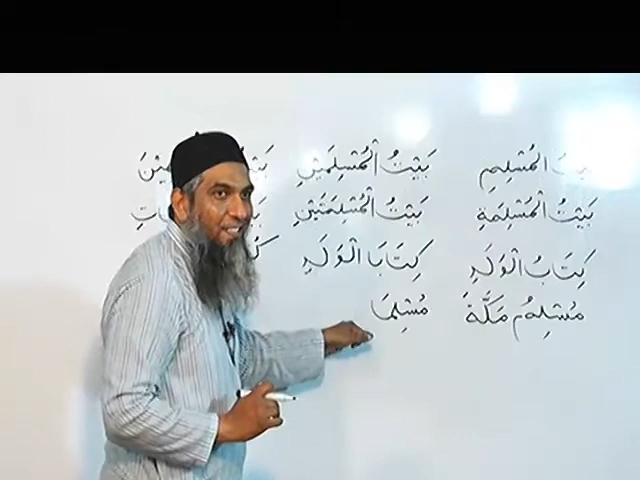 بَيْتُ الْمُسْلِمِ بَيْتُ الْمُسْلِمَيْنِ
بَيْتُ الْمُسْلِمَةِ بَيْتُ الْمُسْلِمَتَيْنِ
كِتَابُ الْوَلَدِ كِتَابَا الْوَلَدِ
مُسْلِمُ مَكَّةَ مُسْلِمَا